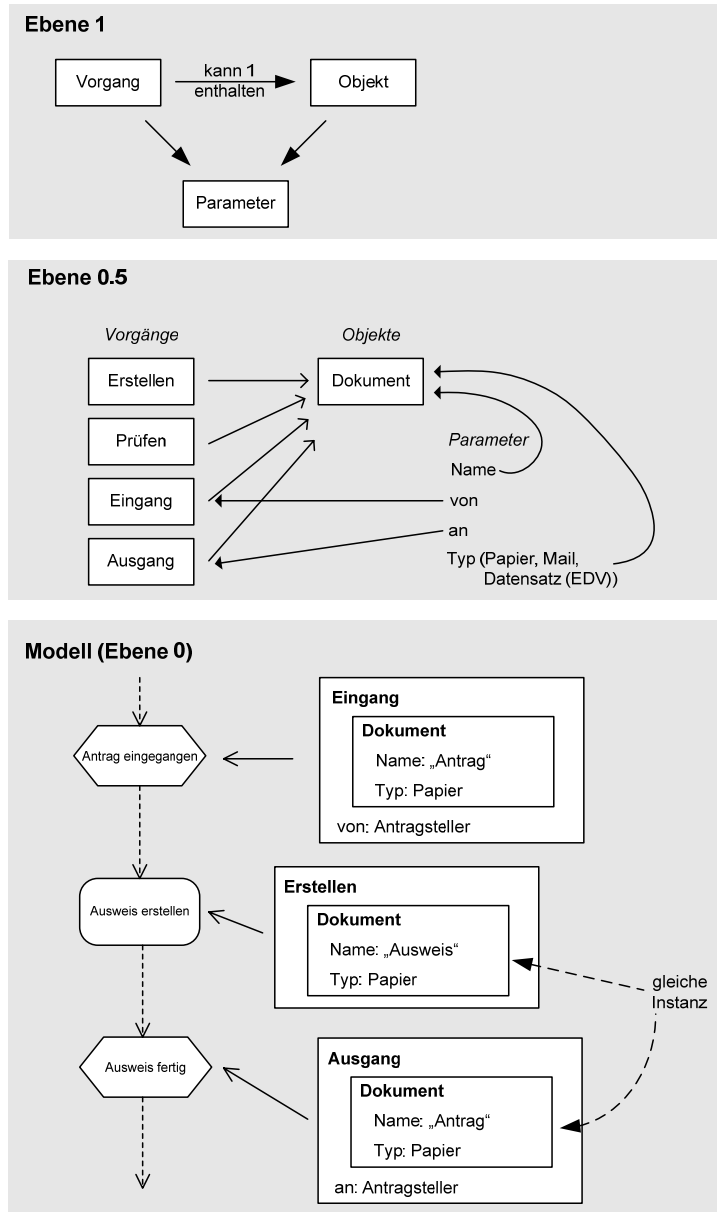 Ebene 1
Vorgang
kann 1
enthalten
Objekt
Parameter
Ebene 0.5
Vorgänge
Objekte
Erstellen
Dokument
Prüfen
Parameter
Name
Eingang
von
an
Ausgang
Typ (Papier, Mail,
Datensatz (EDV))
Modell (Ebene 0)
Eingang
Dokument
Antrag eingegangen
Name: „Antrag“
Typ: Papier
von: Antragsteller
Erstellen
Ausweis erstellen
Dokument
Name: „Ausweis“
Typ: Papier
gleiche
Instanz
Ausgang
Ausweis fertig
Dokument
Name: „Antrag“
Typ: Papier
an: Antragsteller